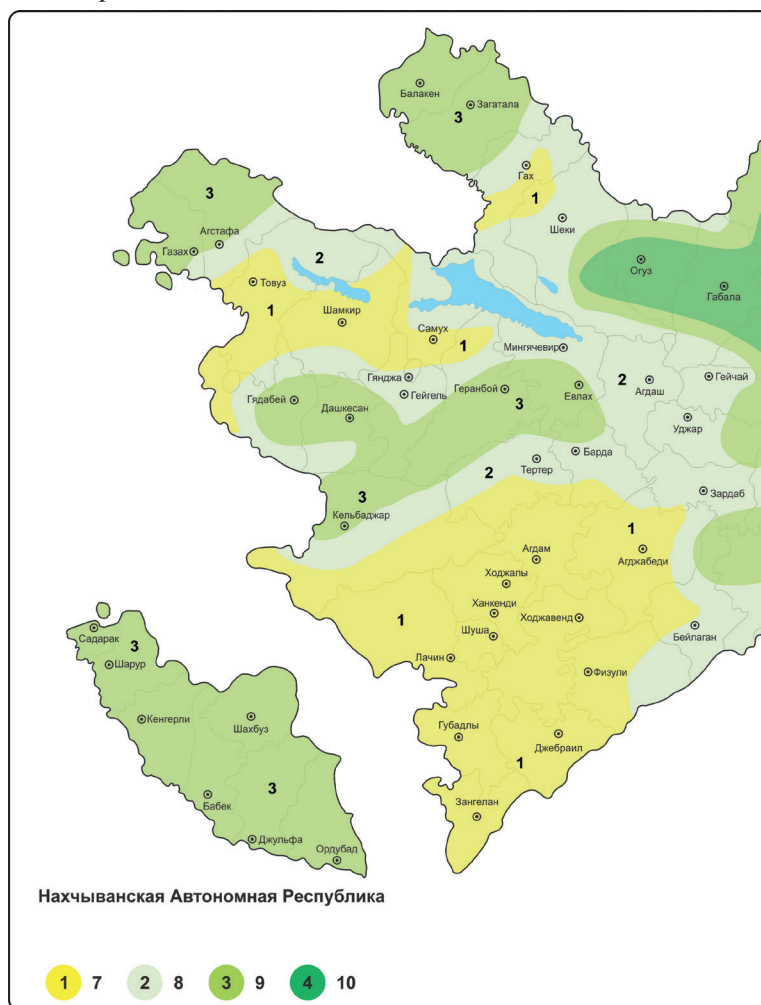 Балакен
Загатала
3
Гах
1
3
Агстафа
Газах
Шеки
2
Огуз
Товуз
Габала
1
Шамкир
Самух
1
Мингячевир
Гянджа
Гейгель
Геранбой
Евлах
2
Агдаш
Гёйчай
Гядабей
Дашкесан
3
Уджар
Барда
Тертер
2
Зардаб
3
Кельбаджар
1
Агдам
Агджабеди
Ходжалы
Ханкенди
Ходжавенд
1
Шуша
Бейлаган
Садарак
3
Шарур
Лачин
Физули
Кенгерли
Шахбуз
Губадлы
Джебраил
1
3
Бабек
Зангелан
Джульфа
Ордубад
Нахчыванская Автономная Республика
1 7 2 8 3 9 4 10